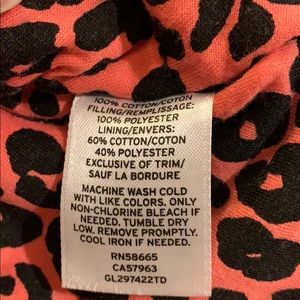 100% COTTON/COTON
FILLING/REMPLISSAGE:
100% POLYESTER
LINING/ENVERS:
60% COTTON/COTON
40% POLYESTER
EXCLUSIVE OF TRIM/
SAUF LA BORDURE
MACHINE WASH COLD
WITH LIKE COLORS. ONLY
NON-CHLORINE BLEACH IF
NEEDED. TUMBLE DRY
LOW. REMOVE PROMPTLY.
COOL IRON IF NEEDED.
RN58665
CA57963
GL297422TD